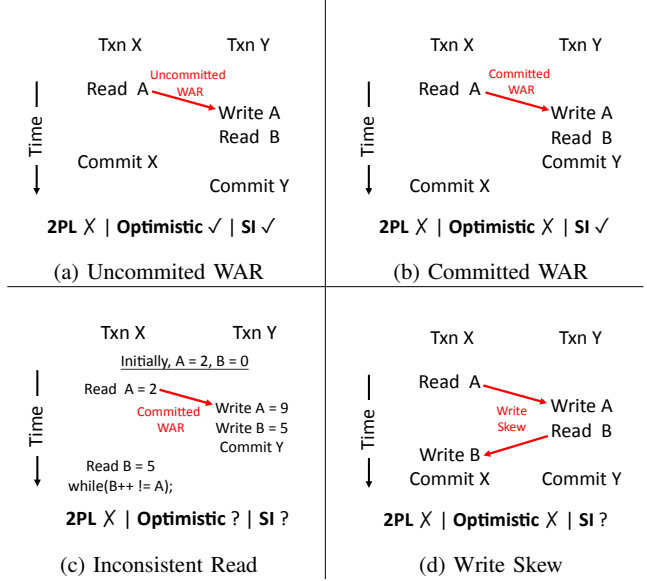 Txn X Txn Y
Time
Read A
Uncommitted
WAR
Write A
Read B
Commit X
Commit Y
2PL ✗ | Optimistic ✓ | SI ✓
(a) Uncommited WAR
Txn X Txn Y
Time
Read A
Committed
WAR
Write A
Read B
Commit Y
Commit X
2PL ✗ | Optimistic ✗ | SI ✓
(b) Committed WAR
Txn X Txn Y
Initially, A = 2, B = 0
Time
Read A = 2
Committed
WAR
Write A = 9
Write B = 5
Commit Y
Read B = 5
while(B++ != A);
2PL ✗ | Optimistic ? | SI ?
(c) Inconsistent Read
Txn X Txn Y
Time
Read A
Write A
Write
Skew
Read B
Write B
Commit X Commit Y
2PL ✗ | Optimistic ✗ | SI ?
(d) Write Skew